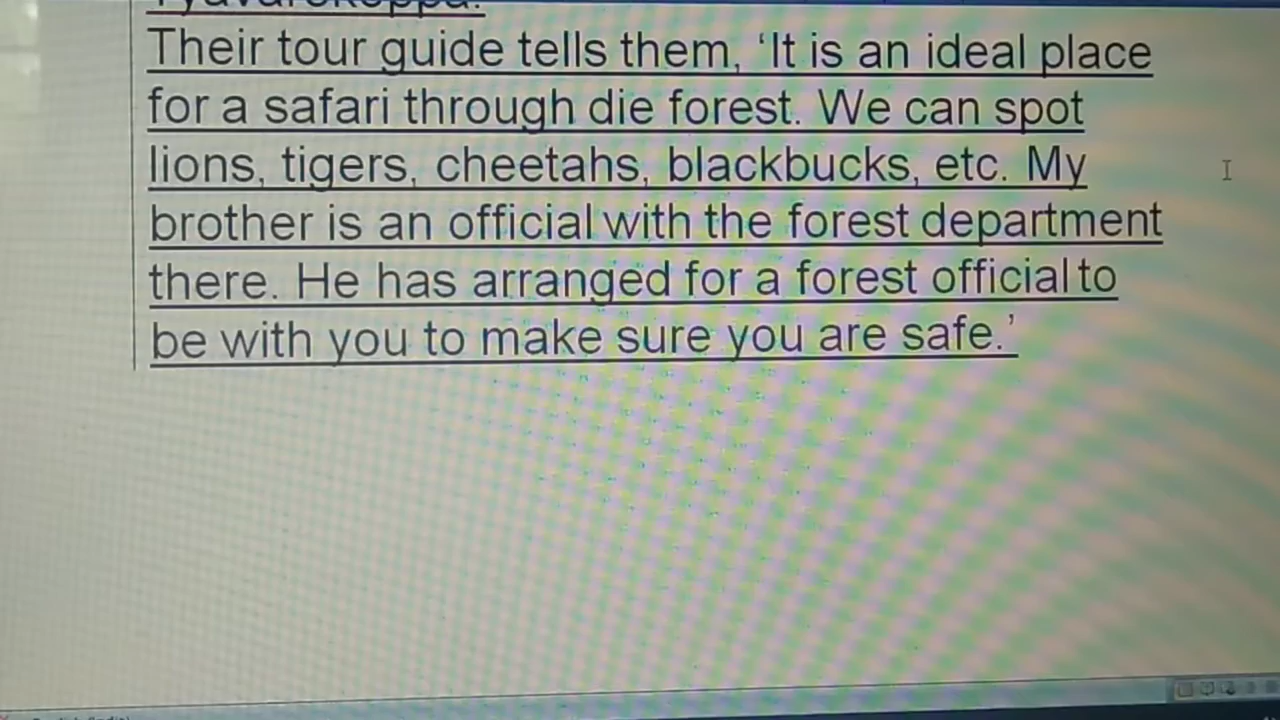 Their tour guide tells them, ‘It is an ideal place
for a safari through die forest. We can spot
lions, tigers, cheetahs, blackbucks, etc. My
brother is an official with the forest department
there. He has arranged for a forest official to
be with you to make sure you are safe.’